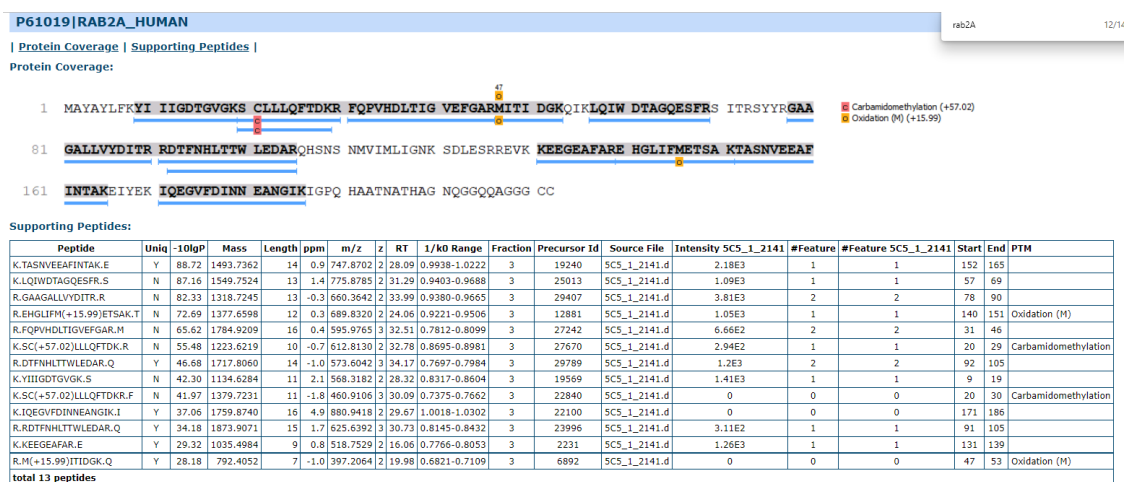 P61019|RAB2A_HUMAN
rab2A 12/14
| Protein Coverage | Supporting Peptides |
Protein Coverage:
47
1 MAYAYLFKYI IIGDTGVGKS CLLLQFTDKR FQPVHDLTIG VEFGARMITI DGKQIKLQIW DTAGQESFRS ITRSYYRGAA
c Carbamidomethylation (+57.02)
o Oxidation (M) (+15.99)
81 GALLVYDITR RDTFNHLTTW LEDARQHSNS NMVIMLIGNK SDLESRREVK KEEGEAFARE HGLIFMETSA KTASNVEEAF
161 INTAKEIYEK IQEGVFDINN EANGIKIGPQ HAATNATHAG NQGGQQAGGG CC
Supporting Peptides:
Peptide Uniq -10lgP Mass Length ppm m/z z RT 1/k0 Range Fraction Precursor Id Source File Intensity 5C5_1_2141 #Feature #Feature 5C5_1_2141 Start End PTM
K.TASNVEEAFINTAK.E Y 88.72 1493.7362 14 0.9 747.8702 2 28.09 0.9938-1.0222 3 19240 5C5_1_2141.d 2.18E3 1 1 152 165
K.LQIWDTAGQESFR.S N 87.16 1549.7524 13 1.4 775.8785 2 31.29 0.9403-0.9688 3 25013 5C5_1_2141.d 1.09E3 1 1 57 69
R.GAAGALLVYDITR.R N 82.33 1318.7245 13 -0.3 660.3642 2 33.99 0.9380-0.9665 3 29407 5C5_1_2141.d 3.81E3 2 2 78 90
R.EHGLIFM(+15.99)ETSAK.T N 72.69 1377.6598 12 0.3 689.8320 2 24.06 0.9221-0.9506 3 12881 5C5_1_2141.d 1.05E3 1 1 140 151 Oxidation (M)
R.FQPVHDLTIGVEFGAR.M N 65.62 1784.9209 16 0.4 595.9765 3 32.51 0.7812-0.8099 3 27242 5C5_1_2141.d 6.66E2 2 2 31 46
K.SC(+57.02)LLLQFTDK.R N 55.48 1223.6219 10 -0.7 612.8130 2 32.78 0.8695-0.8981 3 27670 5C5_1_2141.d 2.94E2 1 1 20 29 Carbamidomethylation
R.DTFNHLTTWLEDAR.Q Y 46.68 1717.8060 14 -1.0 573.6042 3 34.17 0.7697-0.7984 3 29789 5C5_1_2141.d 1.2E3 2 2 92 105
K.YIIIGDTGVGK.S N 42.30 1134.6284 11 2.1 568.3182 2 28.32 0.8317-0.8604 3 19569 5C5_1_2141.d 1.41E3 1 1 9 19
K.SC(+57.02)LLLQFTDKR.F N 41.97 1379.7231 11 -1.8 460.9106 3 30.09 0.7375-0.7662 3 22840 5C5_1_2141.d 0 0 0 20 30 Carbamidomethylation
K.IQEGVFDINNEANGIK.I Y 37.06 1759.8740 16 4.9 880.9418 2 29.67 1.0018-1.0302 3 22100 5C5_1_2141.d 0 0 0 171 186
R.RDTFNHLTTWLEDAR.Q Y 34.18 1873.9071 15 1.7 625.6392 3 30.73 0.8145-0.8432 3 23996 5C5_1_2141.d 3.11E2 1 1 91 105
K.KEEGEAFAR.E Y 29.32 1035.4984 9 0.8 518.7529 2 16.06 0.7766-0.8053 3 2231 5C5_1_2141.d 1.26E3 1 1 131 139
R.M(+15.99)ITIDGK.Q Y 28.18 792.4052 7 -1.0 397.2064 2 19.98 0.6821-0.7109 3 6892 5C5_1_2141.d 0 0 0 47 53 Oxidation (M)
total 13 peptides